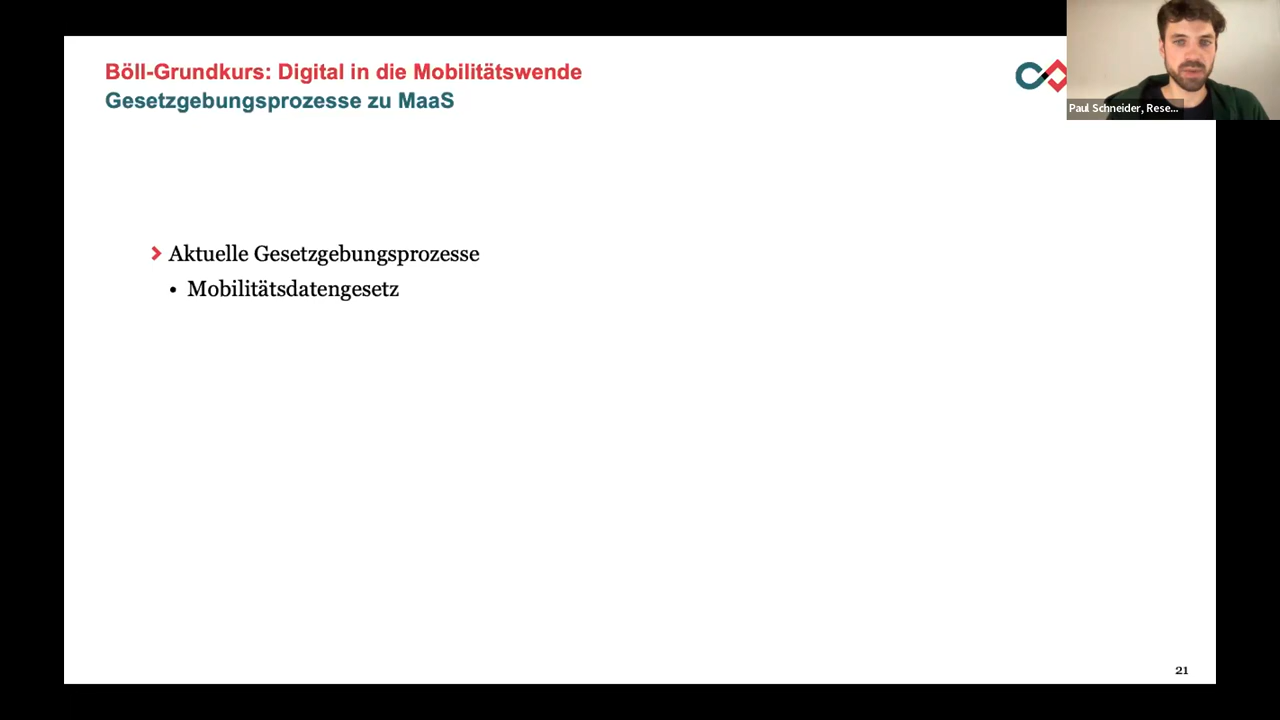 Böll-Grundkurs: Digital in die Mobilitätswende
Gesetzgebungsprozesse zu MaaS
Paul Schneider, Rese...
Aktuelle Gesetzgebungsprozesse
• Mobilitätsdatengesetz
21